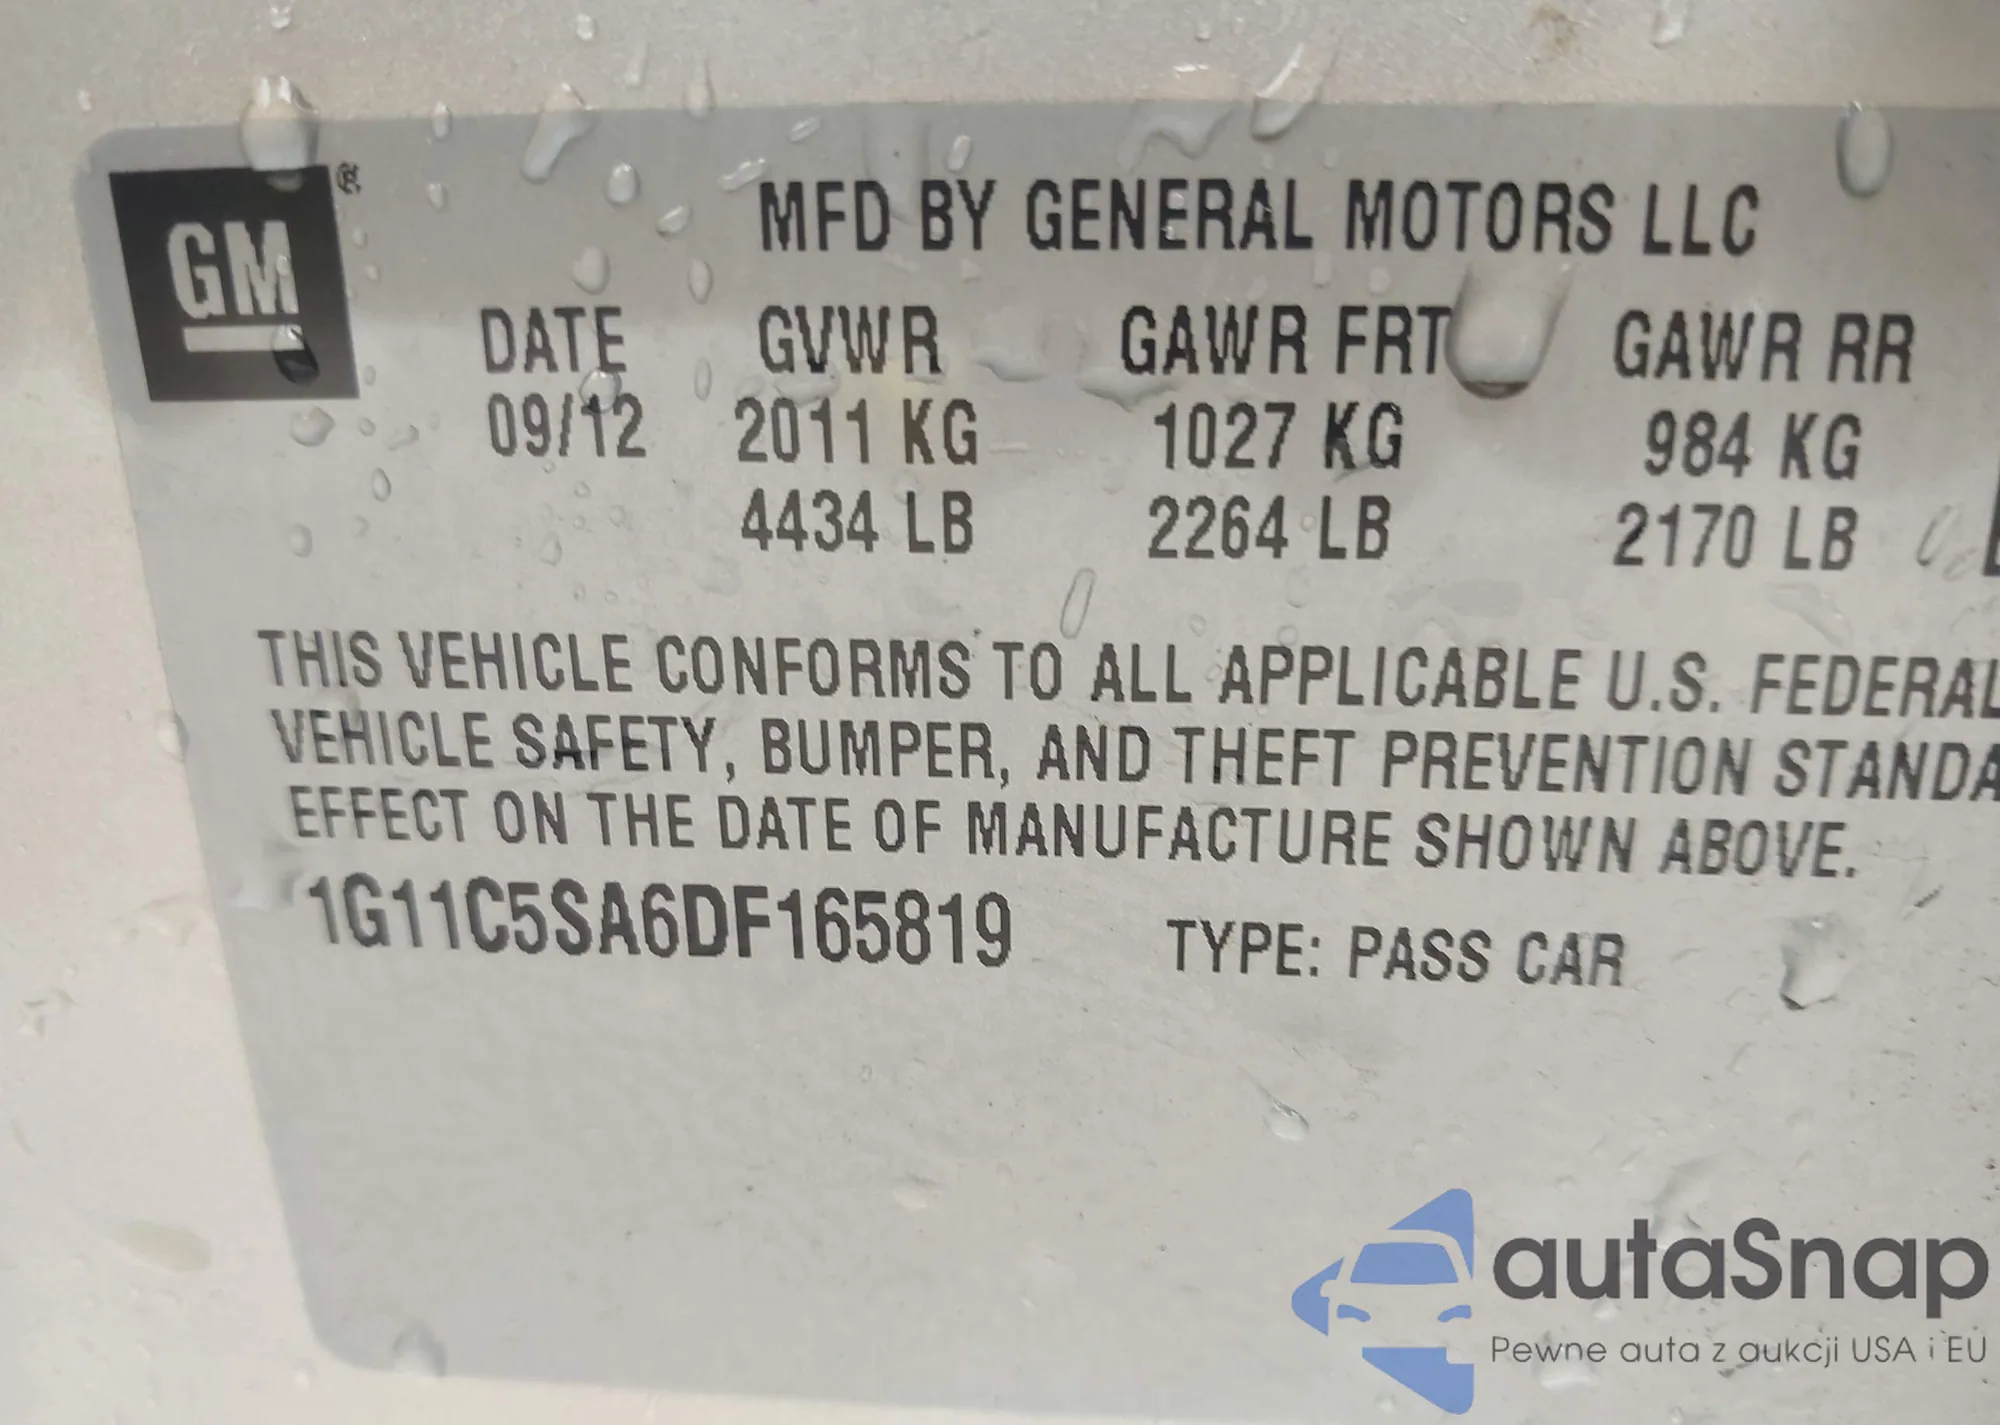 GM ®
MFD BY GENERAL MOTORS LLC
DATE GVWR GAWR FRT GAWR RR
09/12 2011 KG 1027 KG 984 KG
4434 LB 2264 LB 2170 LB
THIS VEHICLE CONFORMS TO ALL APPLICABLE U.S. FEDERAL
VEHICLE SAFETY, BUMPER, AND THEFT PREVENTION STANDA
EFFECT ON THE DATE OF MANUFACTURE SHOWN ABOVE.
1G11C5SA6DF165819 TYPE: PASS CAR
autaSnap
Pewne auta z aukcji USA i EU